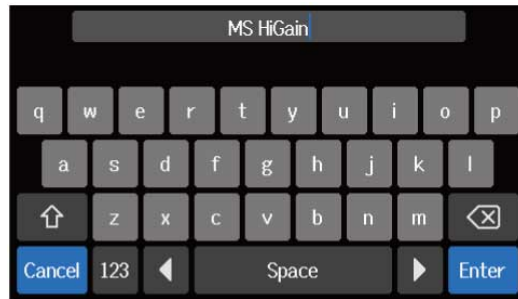 MS HiGain
q w e r t y u i o p
a s d f g h j k l
z x c v b n m
Cancel 123 Space Enter